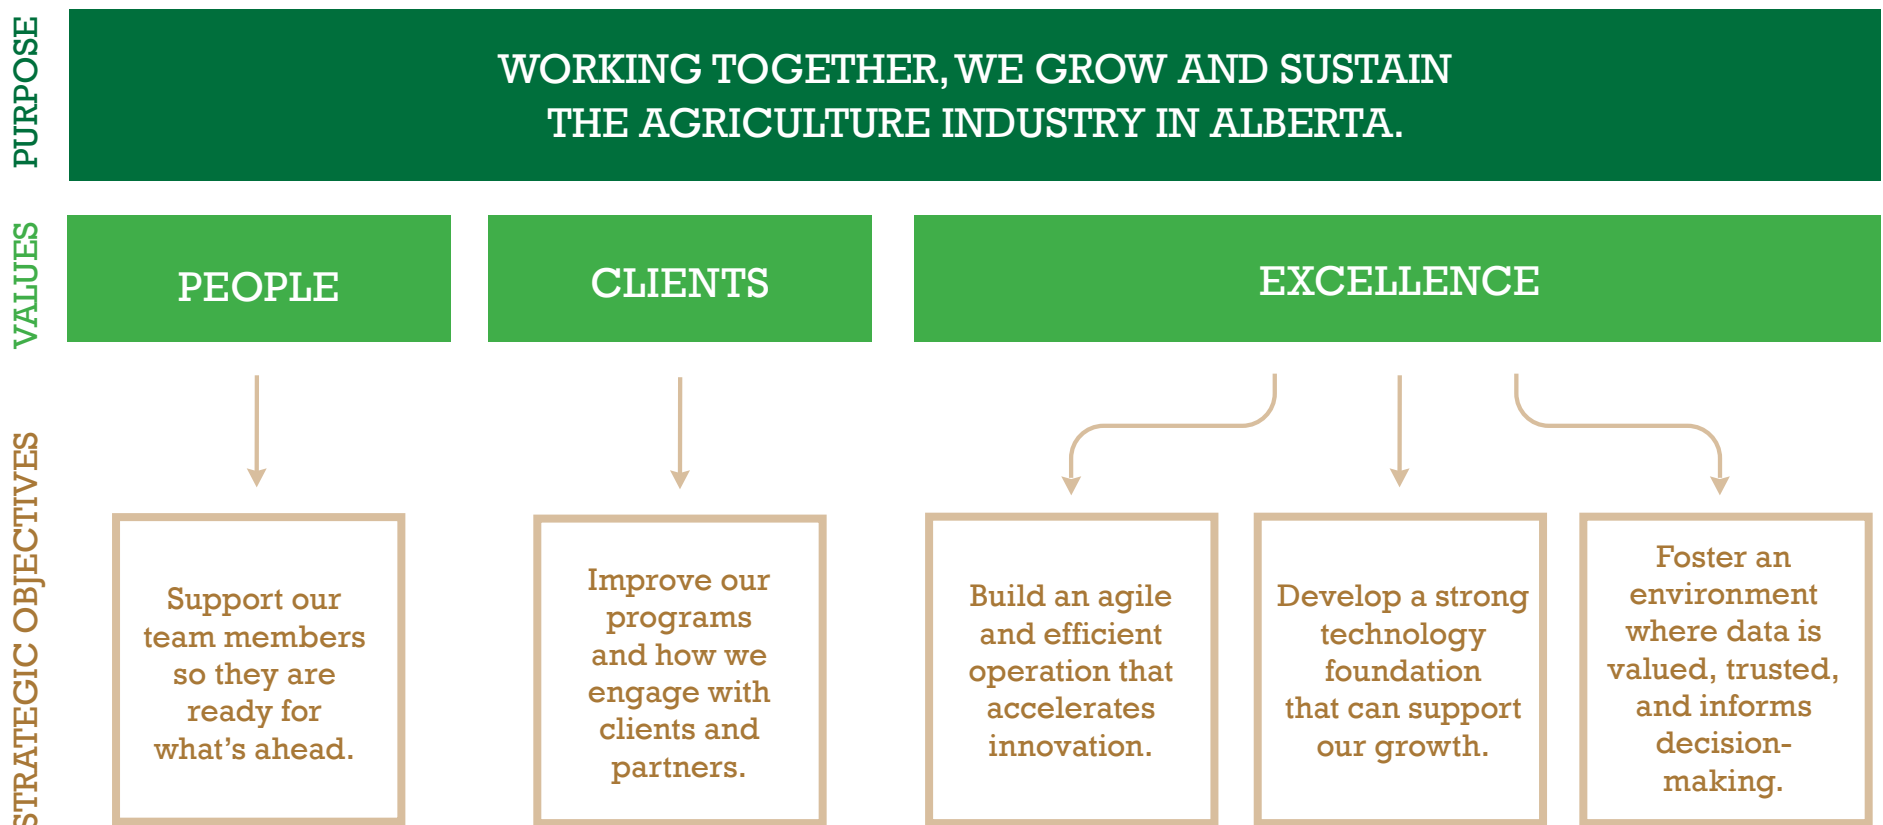 PURPOSE
WORKING TOGETHER, WE GROW AND SUSTAIN
THE AGRICULTURE INDUSTRY IN ALBERTA.
VALUES
PEOPLE
CLIENTS
EXCELLENCE
STRATEGIC OBJECTIVES
Support our
team members
so they are
ready for
what's ahead.
Improve our
programs
and how we
engage with
clients and
partners.
Build an agile
and efficient
operation that
accelerates
innovation.
Develop a strong
technology
foundation
that can support
our growth.
Foster an
environment
where data is
valued, trusted,
and informs
decision-
making.